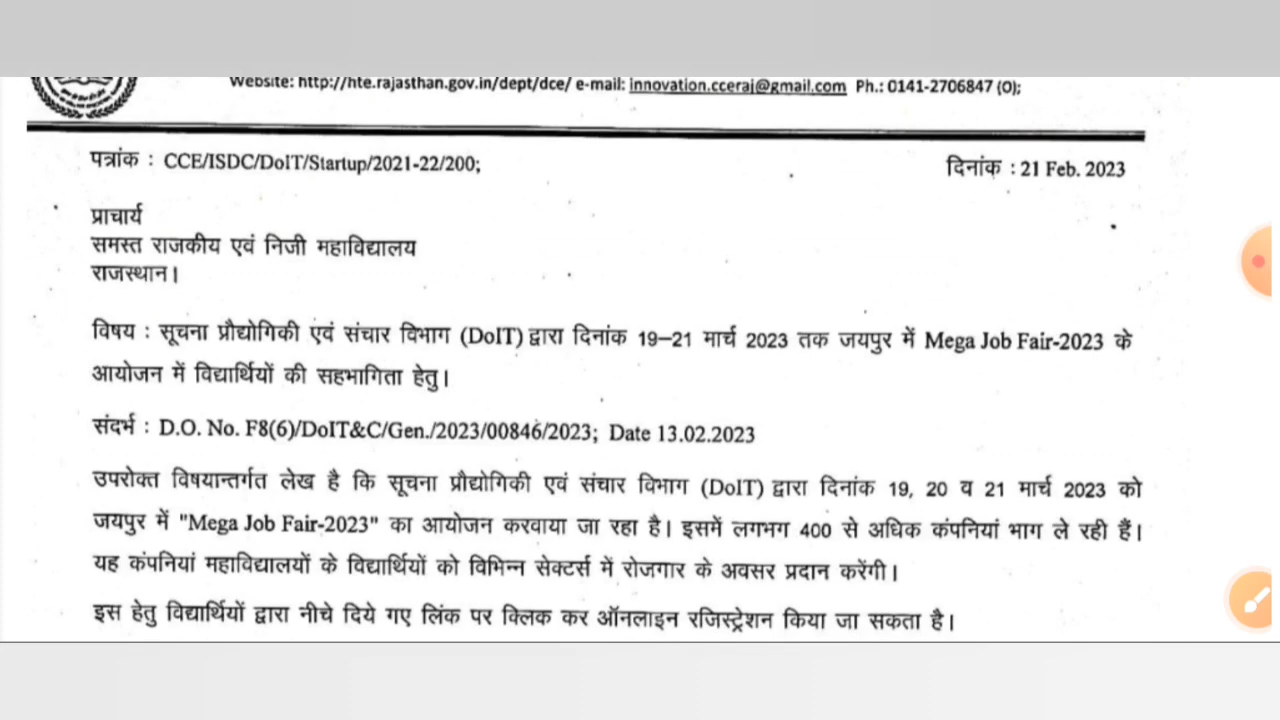 Website: http://hte.rajasthan.gov.in/dept/dce/ e-mail: innovation.cceraj@gmail.com Ph.: 0141-2706847 (O);
पत्रांक : CCE/ISDC/DoIT/Startup/2021-22/200;
दिनांक : 21 Feb. 2023
प्राचार्य
समस्त राजकीय एवं निजी महाविद्यालय
राजस्थान।
विषय : सूचना प्रौद्योगिकी एवं संचार विभाग (DoIT) द्वारा दिनांक 19–21 मार्च 2023 तक जयपुर में Mega Job Fair-2023 के
आयोजन में विद्यार्थियों की सहभागिता हेतु।
संदर्भ : D.O. No. F8(6)/DoIT&C/Gen./2023/00846/2023; Date 13.02.2023
उपरोक्त विषयान्तर्गत लेख है कि सूचना प्रौद्योगिकी एवं संचार विभाग (DoIT) द्वारा दिनांक 19, 20 व 21 मार्च 2023 को
जयपुर में "Mega Job Fair-2023" का आयोजन करवाया जा रहा है। इसमें लगभग 400 से अधिक कंपनियां भाग ले रही हैं।
यह कंपनियां महाविद्यालयों के विद्यार्थियों को विभिन्न सेक्टर्स में रोजगार के अवसर प्रदान करेंगी।
इस हेतु विद्यार्थियों द्वारा नीचे दिये गए लिंक पर क्लिक कर ऑनलाइन रजिस्ट्रेशन किया जा सकता है।